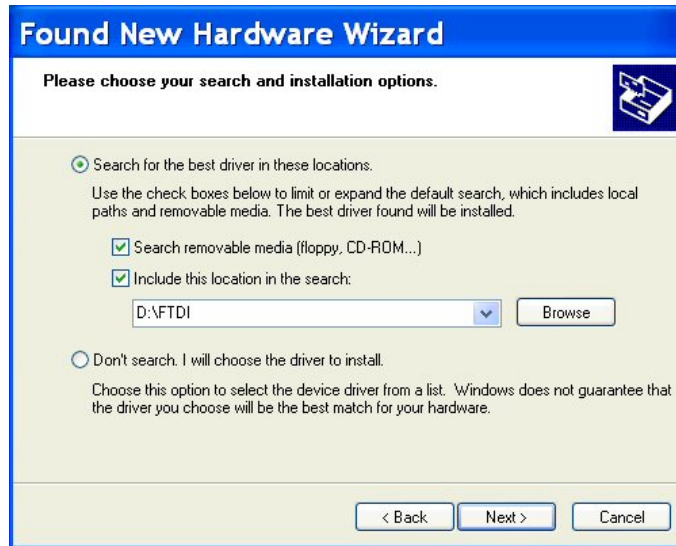 Found New Hardware Wizard
Please choose your search and installation options.
Search for the best driver in these locations.
Use the check boxes below to limit or expand the default search, which includes local
paths and removable media. The best driver found will be installed.
Search removable media (floppy, CD-ROM...)
Include this location in the search:
D:\FTDI
Browse
Don't search. I will choose the driver to install.
Choose this option to select the device driver from a list. Windows does not guarantee that
the driver you choose will be the best match for your hardware.
< Back
Next >
Cancel